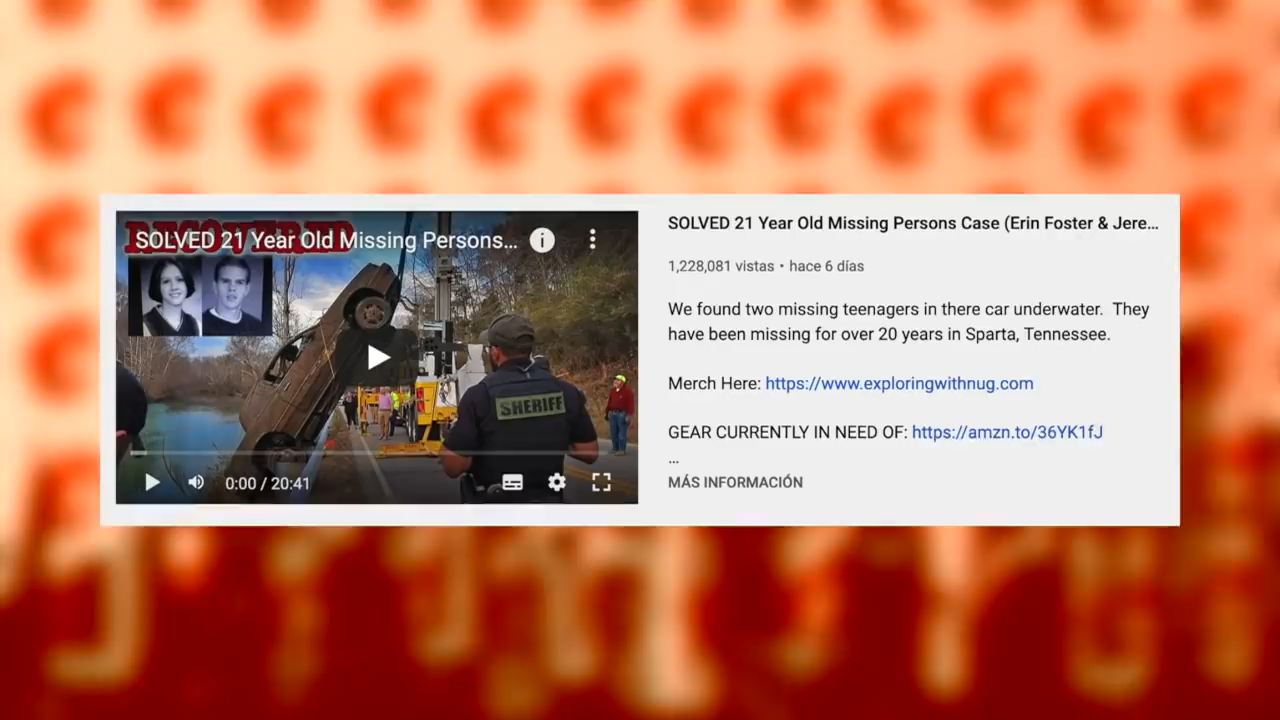 RECOVERED
SOLVED 21 Year Old Missing Persons...
SHERIFF
0:00 / 20:41
SOLVED 21 Year Old Missing Persons Case (Erin Foster & Jere...
1,228,081 vistas • hace 6 días
We found two missing teenagers in there car underwater. They
have been missing for over 20 years in Sparta, Tennessee.
Merch Here: https://www.exploringwithnug.com
GEAR CURRENTLY IN NEED OF: https://amzn.to/36YK1fJ
...
MÁS INFORMACIÓN